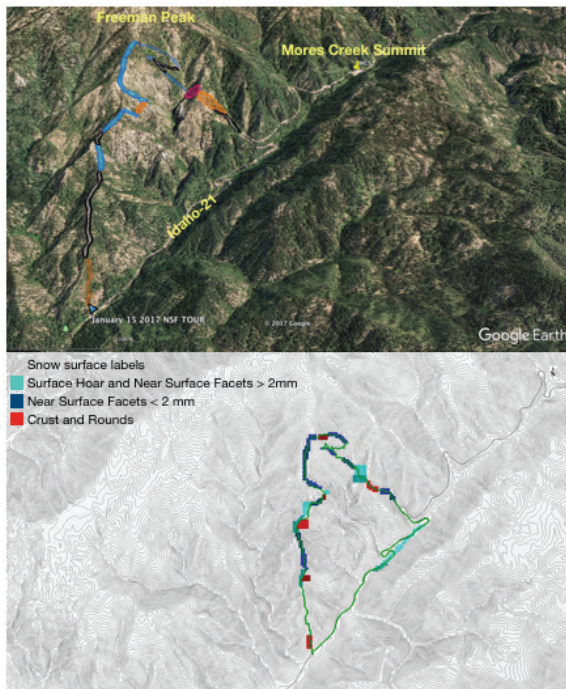 Freeman Peak
Mores Creek Summit
Idaho-21
January 15 2017 NSF TOUR
© 2017 Google
Google Earth
Snow surface labels
Surface Hoar and Near Surface Facets > 2mm
Near Surface Facets < 2 mm
Crust and Rounds